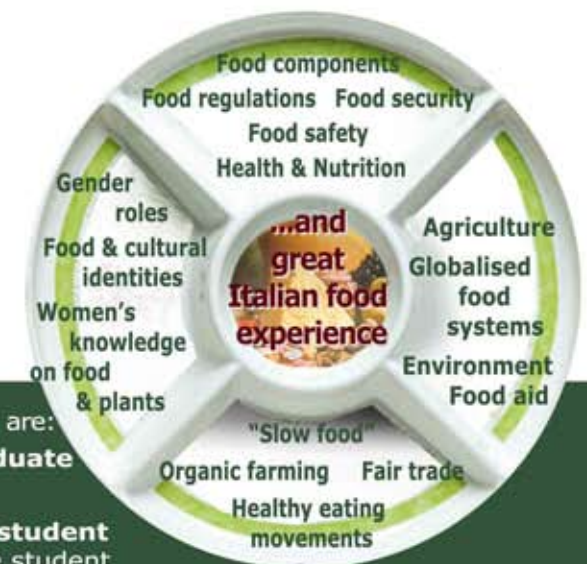 Food components
Food regulations Food security
Food safety
Health & Nutrition
Gender
roles
Food & cultural
identities
Women's
knowledge
on food
& plants
...and
great
Italian food
experience
Agriculture
Globalised
food
systems
Environment
Food aid
"Slow food"
Organic farming Fair trade
Healthy eating
movements
are:
duate
student
student